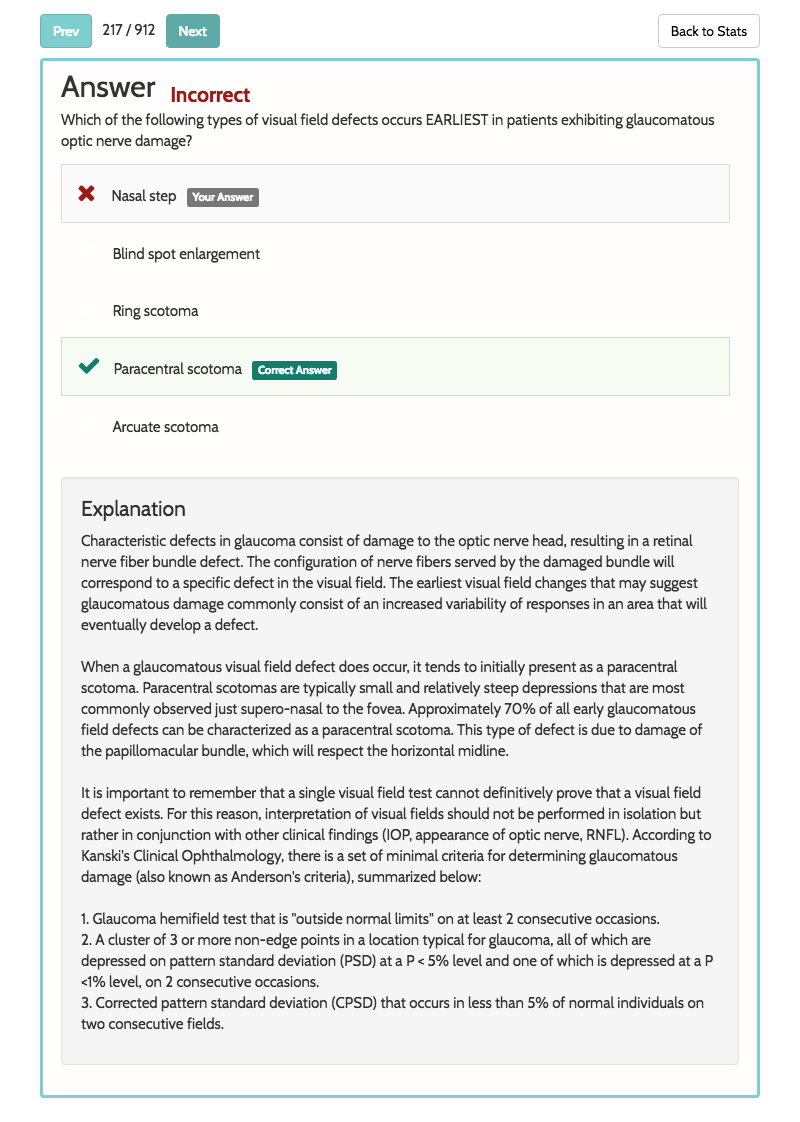 Prev 217 / 912 Next Back to Stats
Answer Incorrect
Which of the following types of visual field defects occurs EARLIEST in patients exhibiting glaucomatous
optic nerve damage?
Nasal step Your Answer
Blind spot enlargement
Ring scotoma
Paracentral scotoma Correct Answer
Arcuate scotoma
Explanation
Characteristic defects in glaucoma consist of damage to the optic nerve head, resulting in a retinal
nerve fiber bundle defect. The configuration of nerve fibers served by the damaged bundle will
correspond to a specific defect in the visual field. The earliest visual field changes that may suggest
glaucomatous damage commonly consist of an increased variability of responses in an area that will
eventually develop a defect.
When a glaucomatous visual field defect does occur, it tends to initially present as a paracentral
scotoma. Paracentral scotomas are typically small and relatively steep depressions that are most
commonly observed just supero-nasal to the fovea. Approximately 70% of all early glaucomatous
field defects can be characterized as a paracentral scotoma. This type of defect is due to damage of
the papillomacular bundle, which will respect the horizontal midline.
It is important to remember that a single visual field test cannot definitively prove that a visual field
defect exists. For this reason, interpretation of visual fields should not be performed in isolation but
rather in conjunction with other clinical findings (IOP, appearance of optic nerve, RNFL). According to
Kanski's Clinical Ophthalmology, there is a set of minimal criteria for determining glaucomatous
damage (also known as Anderson's criteria), summarized below:
1. Glaucoma hemifield test that is "outside normal limits" on at least 2 consecutive occasions.
2. A cluster of 3 or more non-edge points in a location typical for glaucoma, all of which are
depressed on pattern standard deviation (PSD) at a P < 5% level and one of which is depressed at a P
<1% level, on 2 consecutive occasions.
3. Corrected pattern standard deviation (CPSD) that occurs in less than 5% of normal individuals on
two consecutive fields.